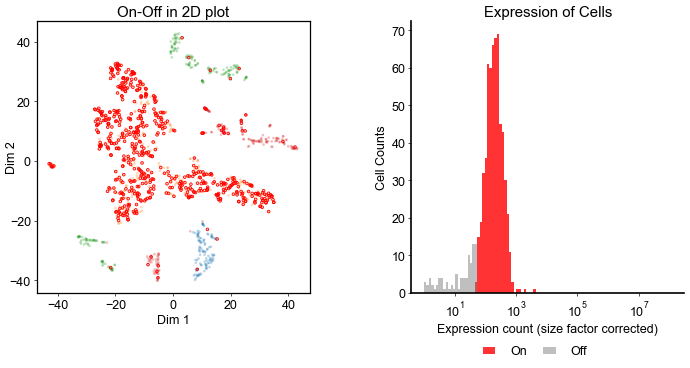 On-Off in 2D plot
40
20
0
−20
−40
Dim 2
−40
−20
0
20
40
Dim 1
Expression of Cells
70
60
50
40
30
20
10
0
Cell Counts
10^1
10^3
10^5
10^7
Expression count (size factor corrected)
On
Off